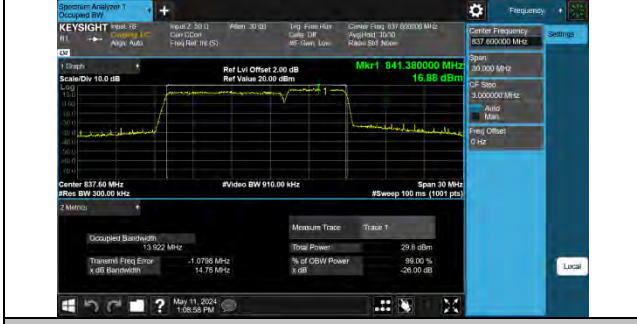 Spectrum Analyzer 1
Occupied BW
+
Frequency
KEYSIGHT Input: RF
Coupling: DC
Align: Auto
Input Z: 50 Ω
Corr CCorr
Freq Ref: Int (S)
Atten: 30 dB
Trig: Free Run
Gate: Off
#IF Gain: Low
Center Freq: 837.600000 MHz
Avg|Hold: 10/10
Radio Std: None
Center Frequency
837.600000 MHz
Settings
Span
30.000 MHz
CF Step
3.000000 MHz
Auto
Man
Freq Offset
0 Hz
Local
1 Graph
Scale/Div 10.0 dB
Ref Lvl Offset 2.00 dB
Ref Value 20.00 dBm
Mkr1 841.380000 MHz
16.88 dBm
Log
1
Center 837.60 MHz
#Res BW 300.00 kHz
#Video BW 910.00 kHz
Span 30 MHz
#Sweep 100 ms (1001 pts)
2 Metrics
Measure Trace
Trace 1
Occupied Bandwidth
13.922 MHz
Total Power
29.6 dBm
Transmit Freq Error
-1.0798 MHz
% of OBW Power
99.00 %
x dB Bandwidth
14.75 MHz
x dB
-26.00 dB
May 11, 2024
1:08:58 PM